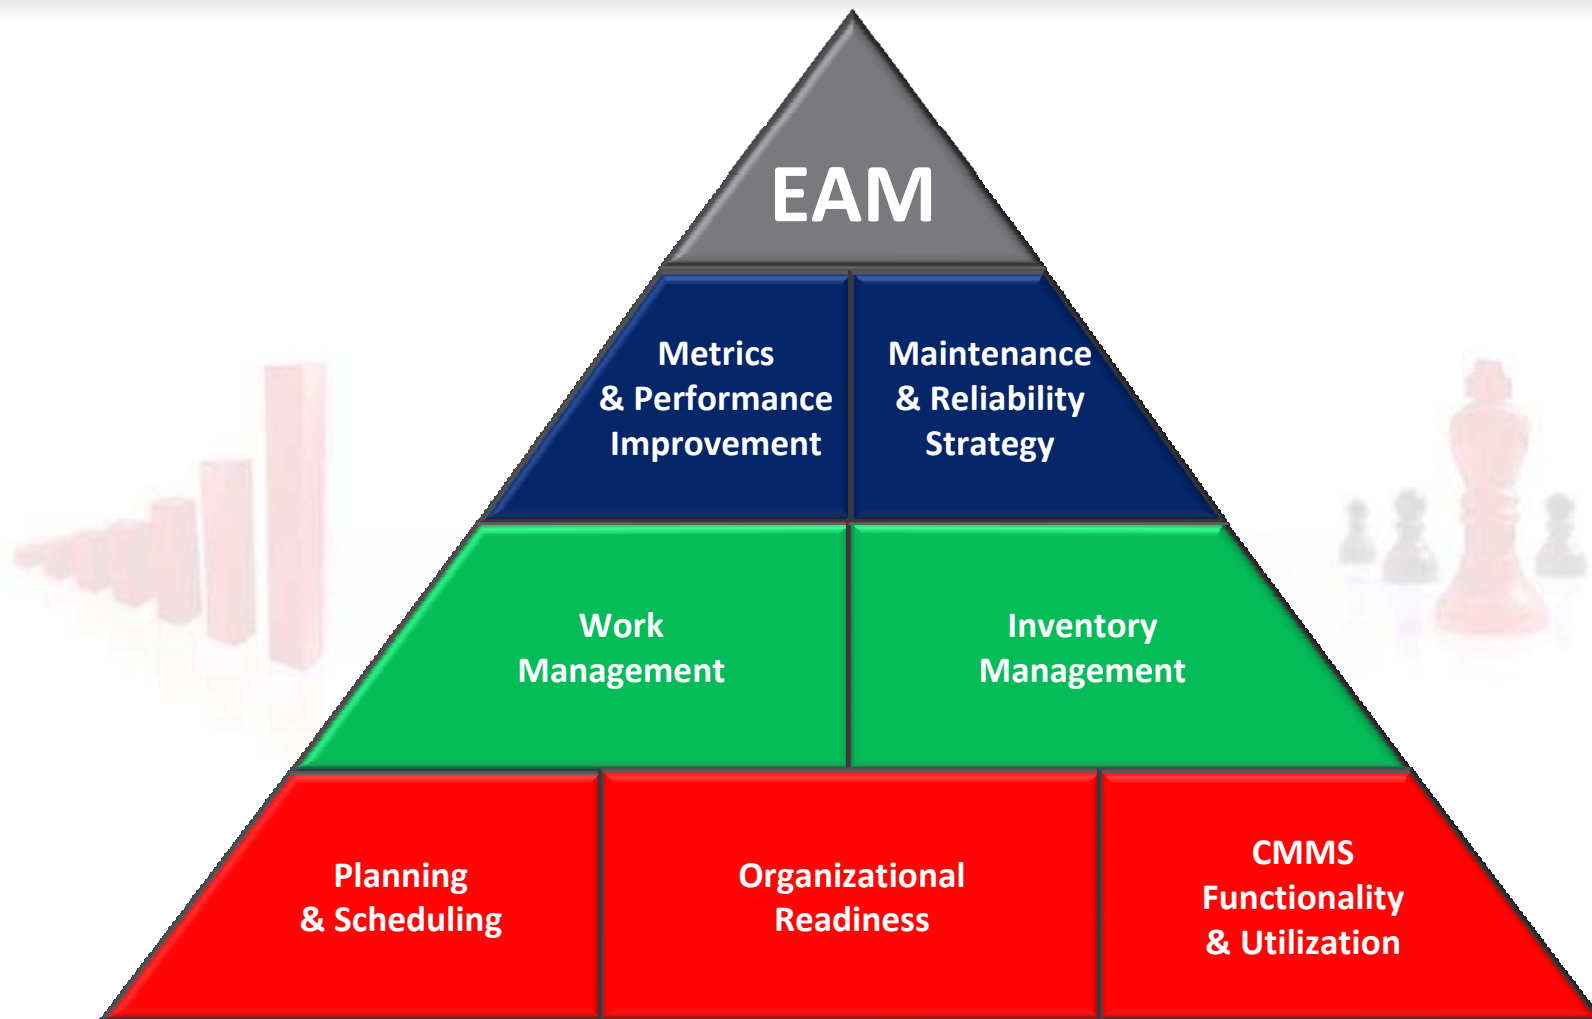 EAM
Metrics
& Performance
Improvement
Maintenance
& Reliability
Strategy
Work
Management
Inventory
Management
Planning
& Scheduling
Organizational
Readiness
CMMS
Functionality
& Utilization